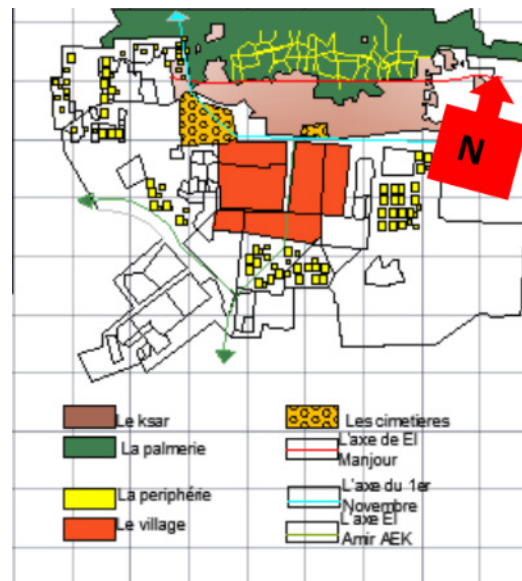 N
Le ksar
La palmerie
La periphérie
Le village
Les cimetieres
L'axe de El
Manjour
L'axe du 1er
Novembre
L'axe El
Amir AEK